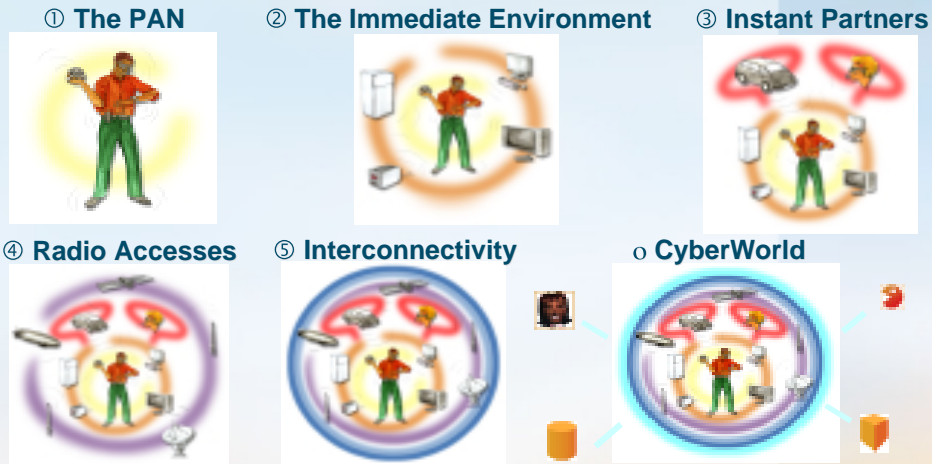 ① The PAN
② The Immediate Environment
③ Instant Partners
④ Radio Accesses
⑤ Interconnectivity
o CyberWorld